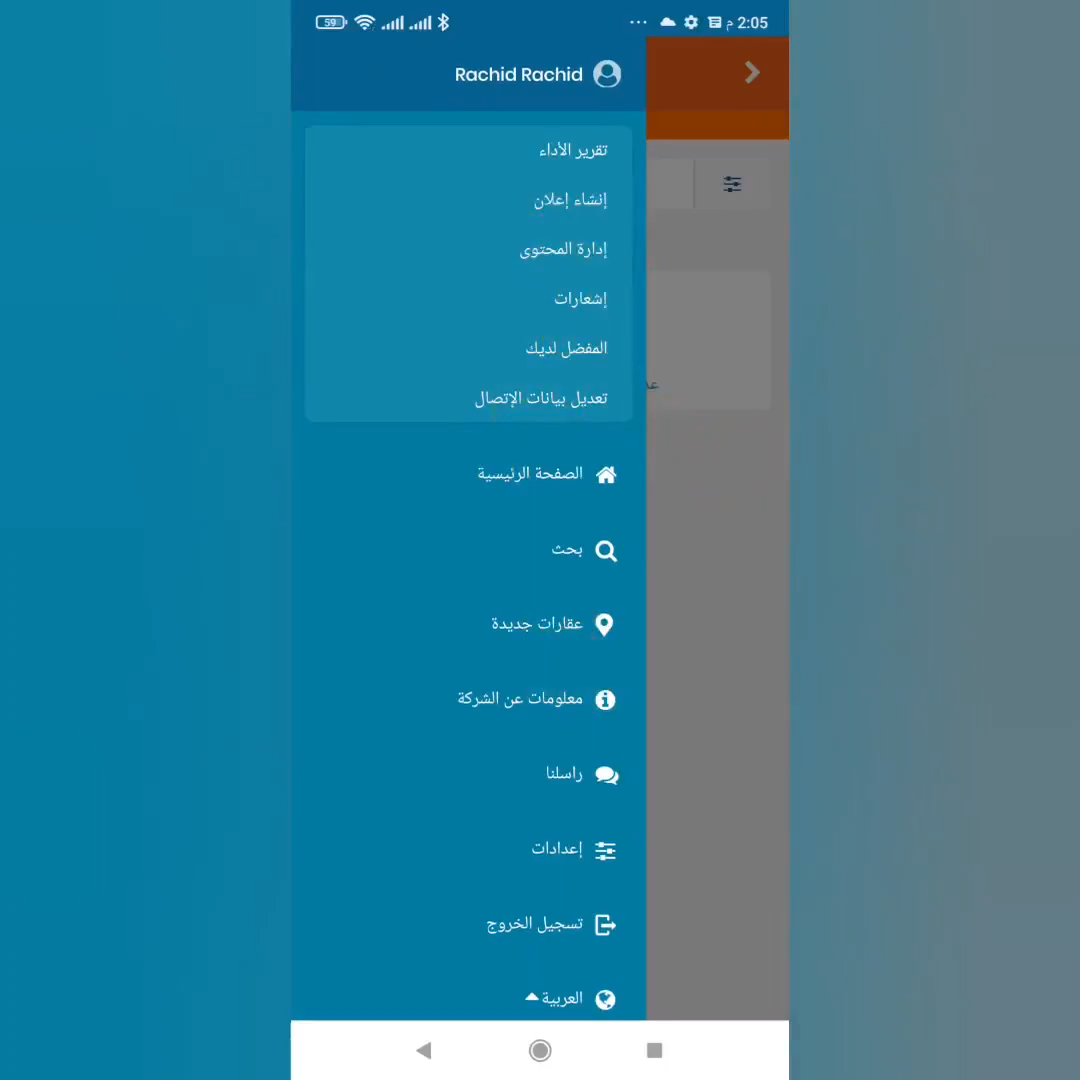 59 ... م 2:05
Rachid Rachid
تقرير الأداء
إنشاء إعلان
إدارة المحتوى
إشعارات
المفضل لديك
تعديل بيانات الإتصال
الصفحة الرئيسية
بحث
عقارات جديدة
معلومات عن الشركة
راسلنا
إعدادات
تسجيل الخروج
العربية